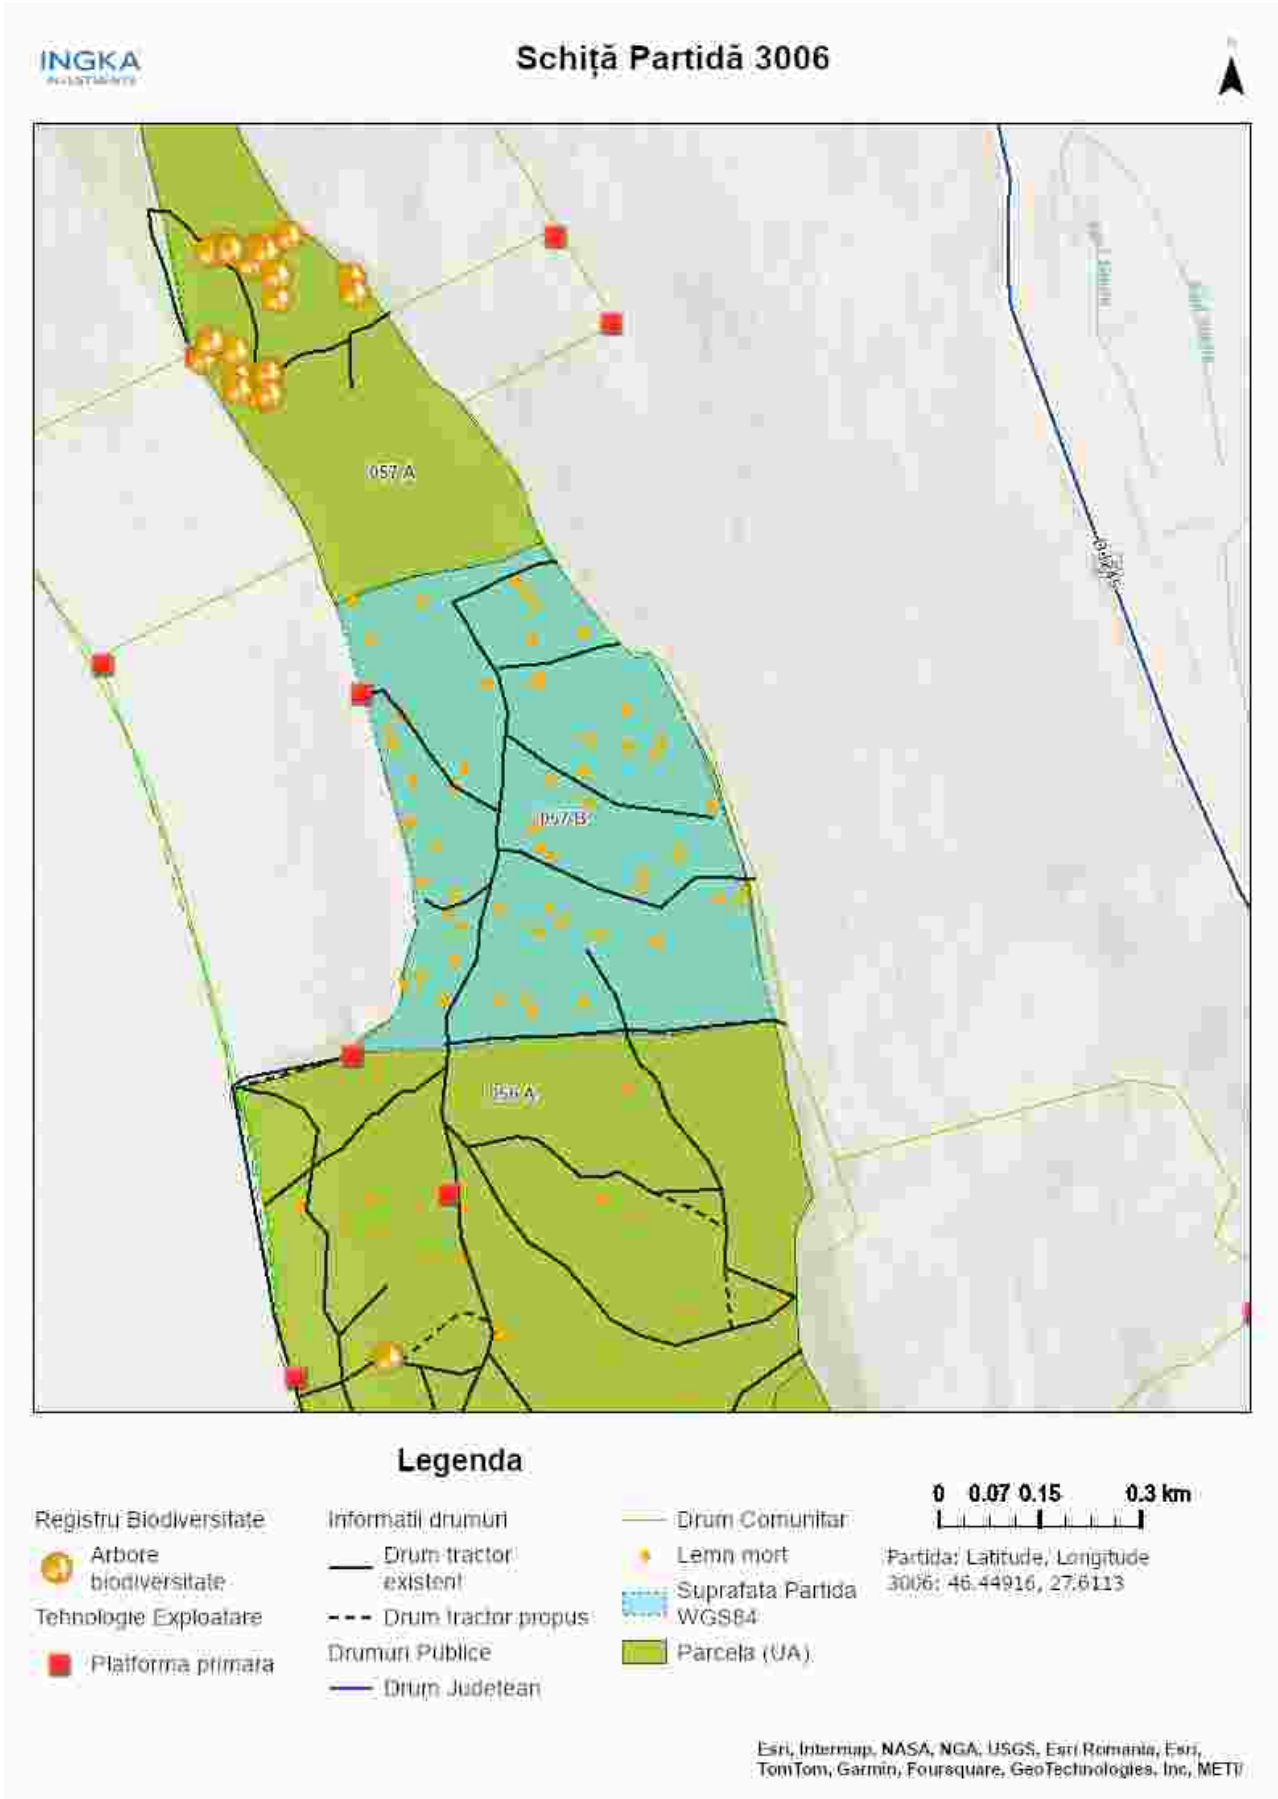 INGKA
INVESTMENTS
Schiță Partidă 3006
N
057 A
057 B
056 A
Legenda
Registru Biodiversitate
Arbore
biodiversitate
Tehnologie Exploatare
Platforma primara
Informatii drumuri
Drum tractor
existent
Drum tractor propus
Drumuri Publice
Drum Judetean
Drum Comunitar
Lemn mort
Suprafata Partida
WGS84
Parcela (UA)
0 0.07 0.15 0.3 km
Partida: Latitude, Longitude
3006: 46.44916, 27.6113
Esri, Intermap, NASA, NGA, USGS, Esri Romania, Esri,
TomTom, Garmin, Foursquare, GeoTechnologies, Inc, METI/